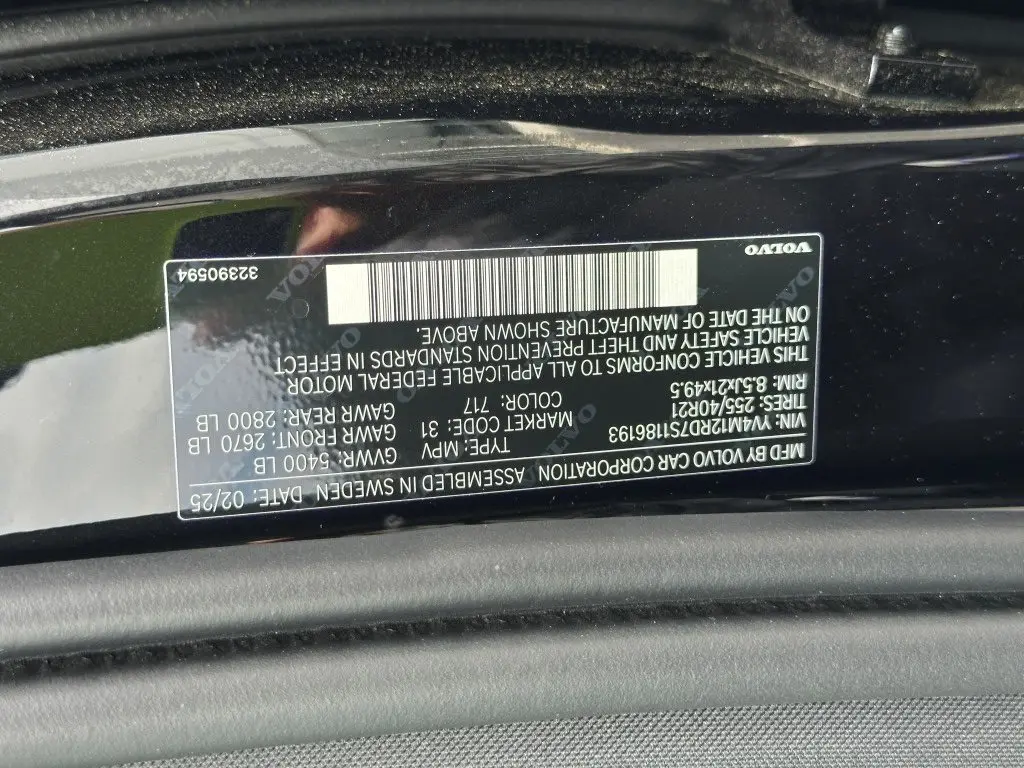 MFD BY VOLVO CAR CORPORATION ASSEMBLED IN SWEDEN DATE: 02/25
VIN: YV4M12RD7S1186193 TYPE: MPV GVWR: 5400 LB
TIRES: 255/40R21 MARKET CODE: 31 GAWR FRONT: 2670 LB
RIM: 8.5Jx21x49.5 COLOR: 717 GAWR REAR: 2800 LB
THIS VEHICLE CONFORMS TO ALL APPLICABLE FEDERAL MOTOR
VEHICLE SAFETY AND THEFT PREVENTION STANDARDS IN EFFECT
ON THE DATE OF MANUFACTURE SHOWN ABOVE.
VOLVO 32390594